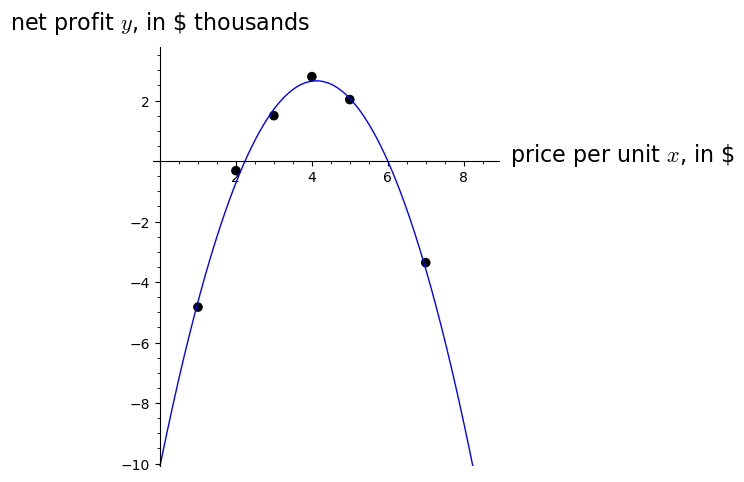 net profit y, in $ thousands
2
price per unit x, in $
2 4 6 8
−2
−4
−6
−8
−10